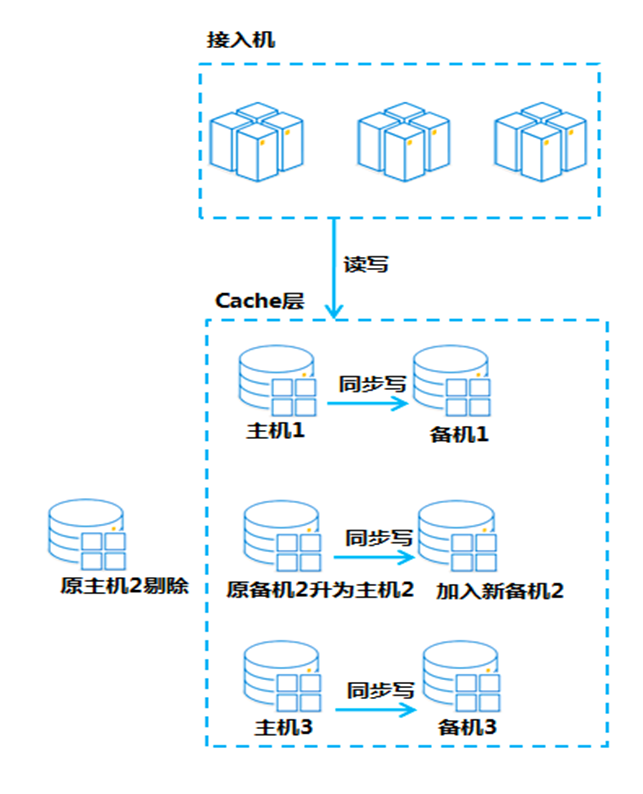 接入机
读写
Cache层
同步写
主机1
备机1
同步写
原主机2剔除
原备机2升为主机2
加入新备机2
同步写
主机3
备机3